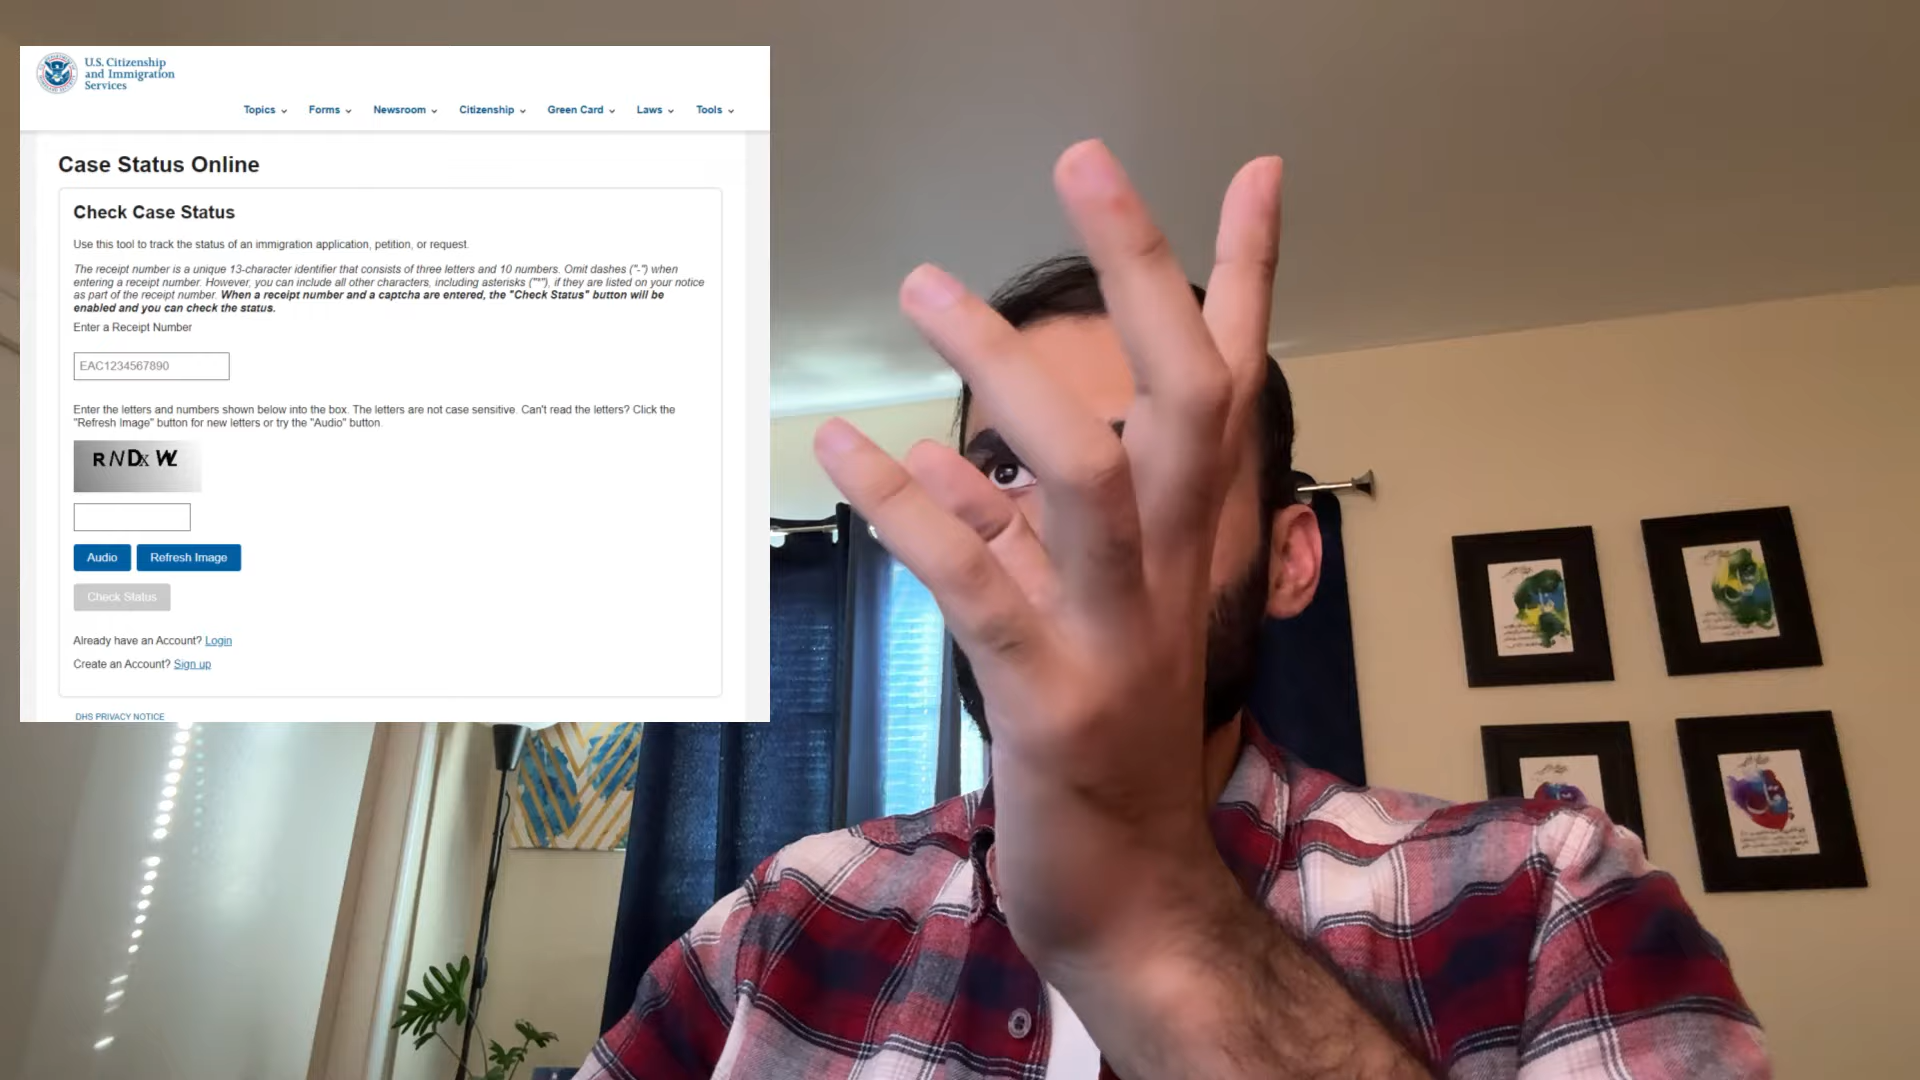 U.S. Citizenship
and Immigration
Services
Topics Forms Newsroom Citizenship Green Card Laws Tools
Case Status Online
Check Case Status
Use this tool to track the status of an immigration application, petition, or request.
The receipt number is a unique 13-character identifier that consists of three letters and 10 numbers. Omit dashes ("-") when
entering a receipt number. However, you can include all other characters, including asterisks ("*"), if they are listed on your notice
as part of the receipt number. When a receipt number and a captcha are entered, the "Check Status" button will be
enabled and you can check the status.
Enter a Receipt Number
EAC1234567890
Enter the letters and numbers shown below into the box. The letters are not case sensitive. Can't read the letters? Click the
"Refresh Image" button for new letters or try the "Audio" button.
RNDxWL
Audio Refresh Image
Check Status
Already have an Account? Login
Create an Account? Sign up
DHS PRIVACY NOTICE